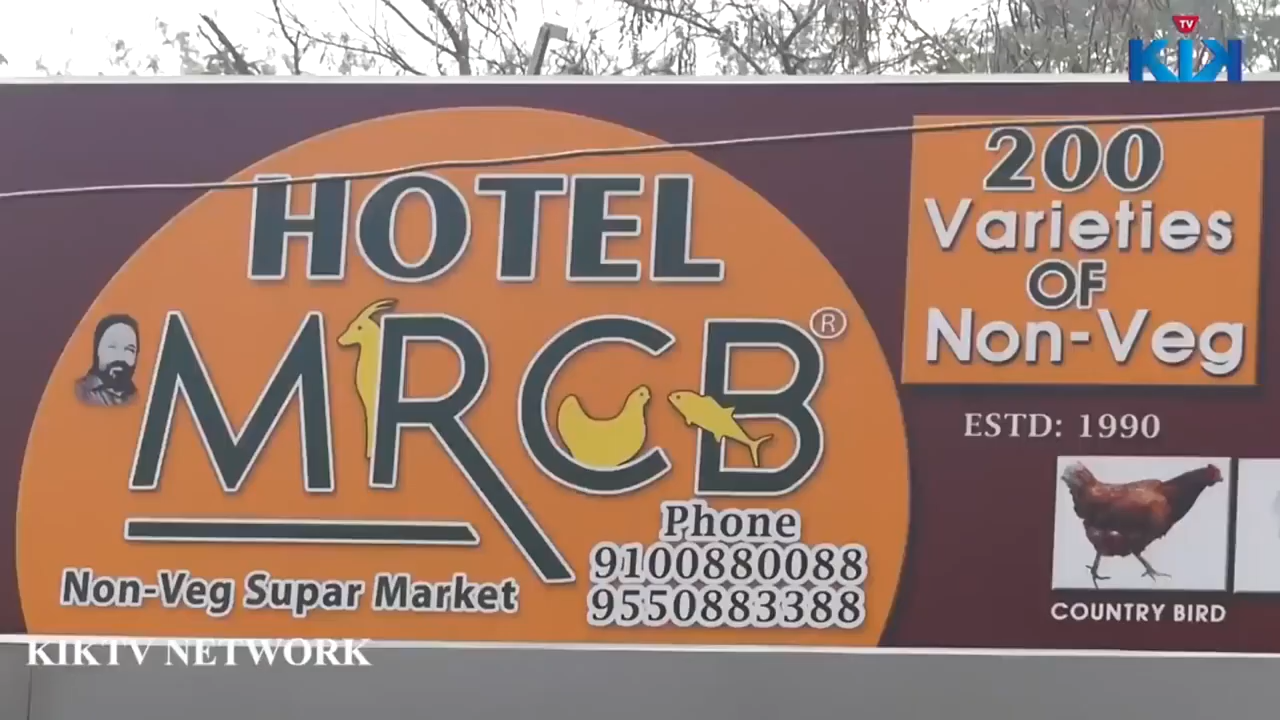 TV
KIK
HOTEL
MRCB®
Phone
9100880088
9550883388
Non-Veg Supar Market
200
Varieties
OF
Non-Veg
ESTD: 1990
COUNTRY BIRD
KIKTV NETWORK